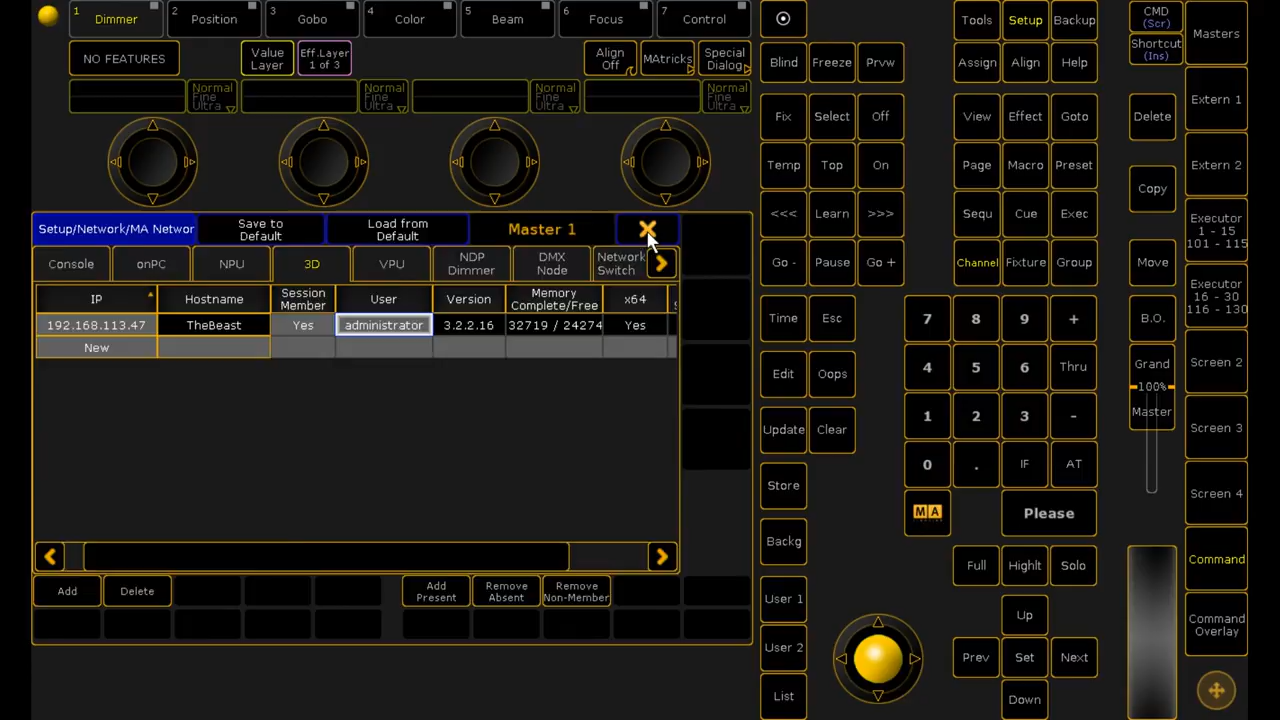 1 Dimmer
2 Position
3 Gobo
4 Color
5 Beam
6 Focus
7 Control
NO FEATURES
Value
Layer
Eff.Layer
1 of 3
Align
Off
MAtricks
Special
Dialog
Normal
Fine
Ultra
Normal
Fine
Ultra
Normal
Fine
Ultra
Normal
Fine
Ultra
Setup/Network/MA Networ
Save to
Default
Load from
Default
Master 1
Console
onPC
NPU
3D
VPU
NDP
Dimmer
DMX
Node
Network
Switch
IP
Hostname
Session
Member
User
Version
Memory
Complete/Free
x64
192.168.113.47
TheBeast
Yes
administrator
3.2.2.16
32719 / 24274
Yes
New
Add
Delete
Add
Present
Remove
Absent
Remove
Non-Member
Blind
Freeze
Prvw
Fix
Select
Off
Temp
Top
On
<<<
Learn
>>>
Go -
Pause
Go +
Time
Esc
Edit
Oops
Update
Clear
Store
Backg
User 1
User 2
List
Tools
Setup
Backup
Assign
Align
Help
View
Effect
Goto
Page
Macro
Preset
Sequ
Cue
Exec
Channel
Fixture
Group
7
8
9
+
4
5
6
Thru
1
2
3
-
0
.
IF
AT
MA
Please
Full
Highlt
Solo
Up
Prev
Set
Next
Down
CMD
(Scr)
Shortcut
(Ins)
Delete
Copy
Move
B.O.
Grand
100%
Master
Masters
Extern 1
Extern 2
Executor
1 - 15
101 - 115
Executor
16 - 30
116 - 130
Screen 2
Screen 3
Screen 4
Command
Command
Overlay